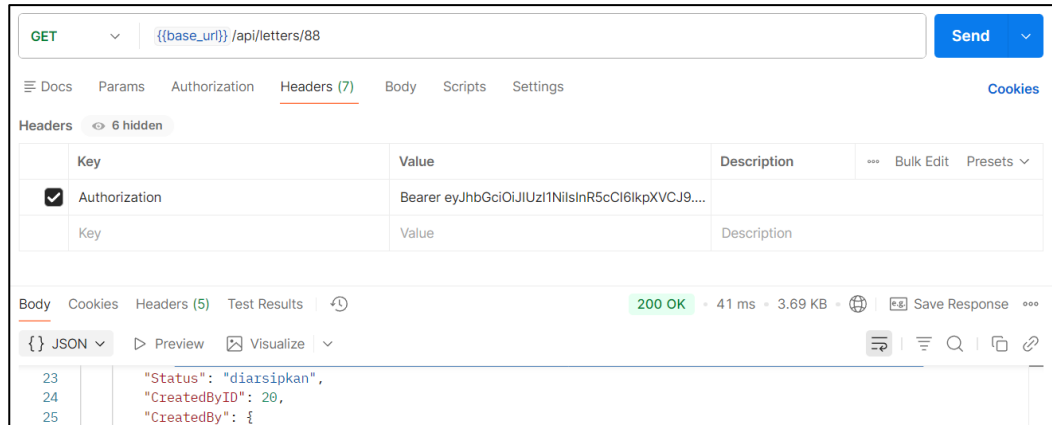 GET {{base_url}} /api/letters/88 Send
Docs Params Authorization Headers (7) Body Scripts Settings Cookies
Headers 6 hidden
Key Value Description Bulk Edit Presets
Authorization Bearer eyJhbGciOiJIUzI1NiIsInR5cCI6IkpXVCJ9....
Key Value Description
Body Cookies Headers (5) Test Results 200 OK • 41 ms • 3.69 KB • e.g. Save Response
{} JSON Preview Visualize
23 "Status": "diarsipkan",
24 "CreatedByID": 20,
25 "CreatedBy": {